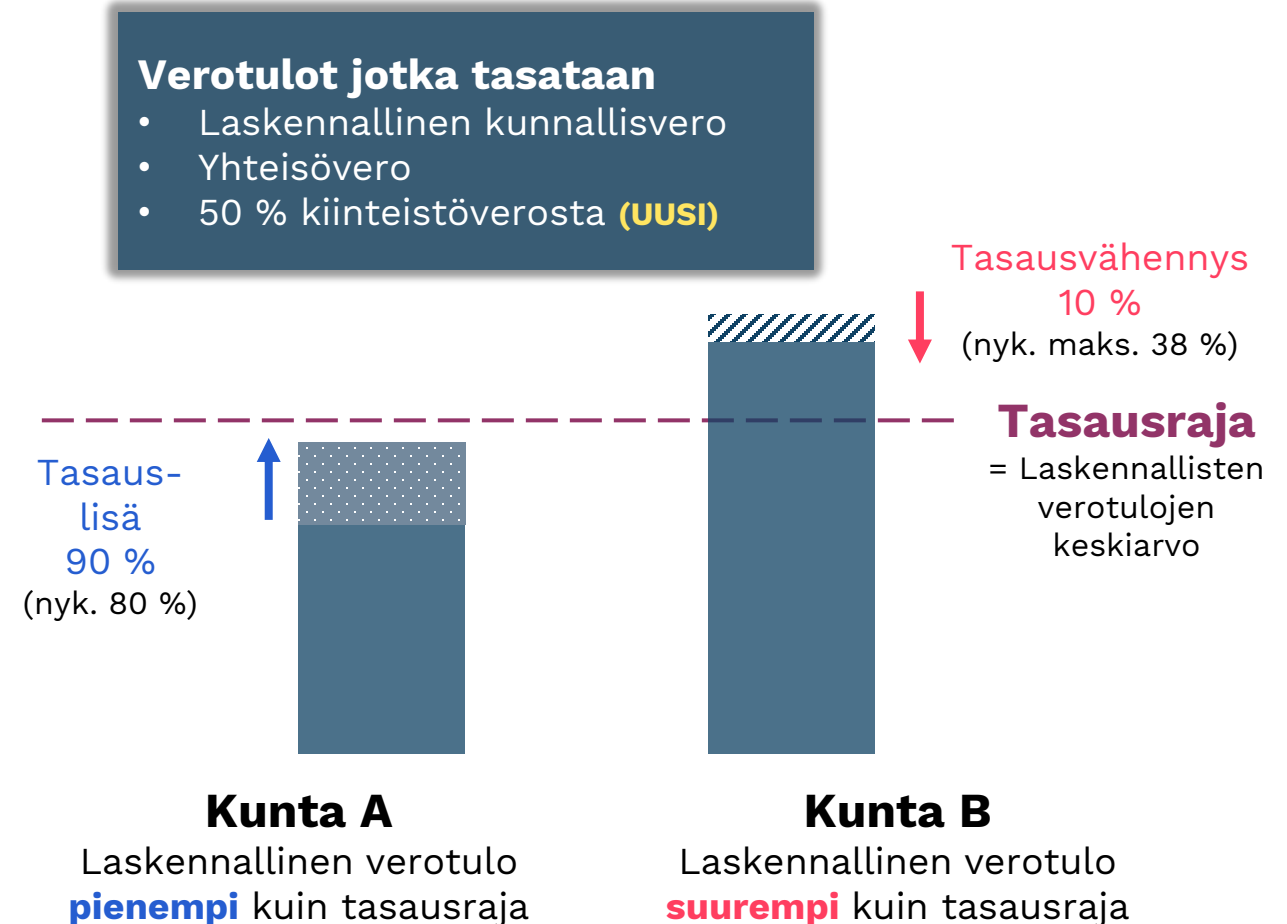 Verotulot jotka tasataan
• Laskennallinen kunnallisvero
• Yhteisövero
• 50 % kiinteistöverosta (UUSI)
Tasausvähennys
10 %
(nyk. maks. 38 %)
Tasausraja
= Laskennallisten
verotulojen
keskiarvo
Tasaus-
lisä
90 %
(nyk. 80 %)
Kunta A
Laskennallinen verotulo
pienempi kuin tasausraja
Kunta B
Laskennallinen verotulo
suurempi kuin tasausraja